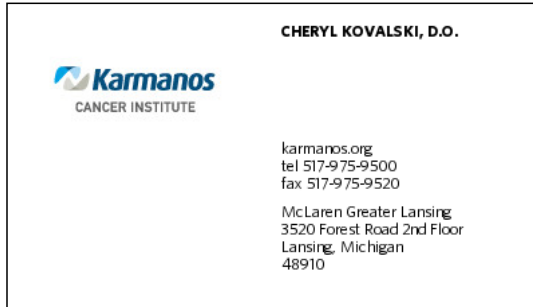 CHERYL KOVALSKI, D.O.
Karmanos
CANCER INSTITUTE
karmanos.org
tel 517-975-9500
fax 517-975-9520
McLaren Greater Lansing
3520 Forest Road 2nd Floor
Lansing, Michigan
48910